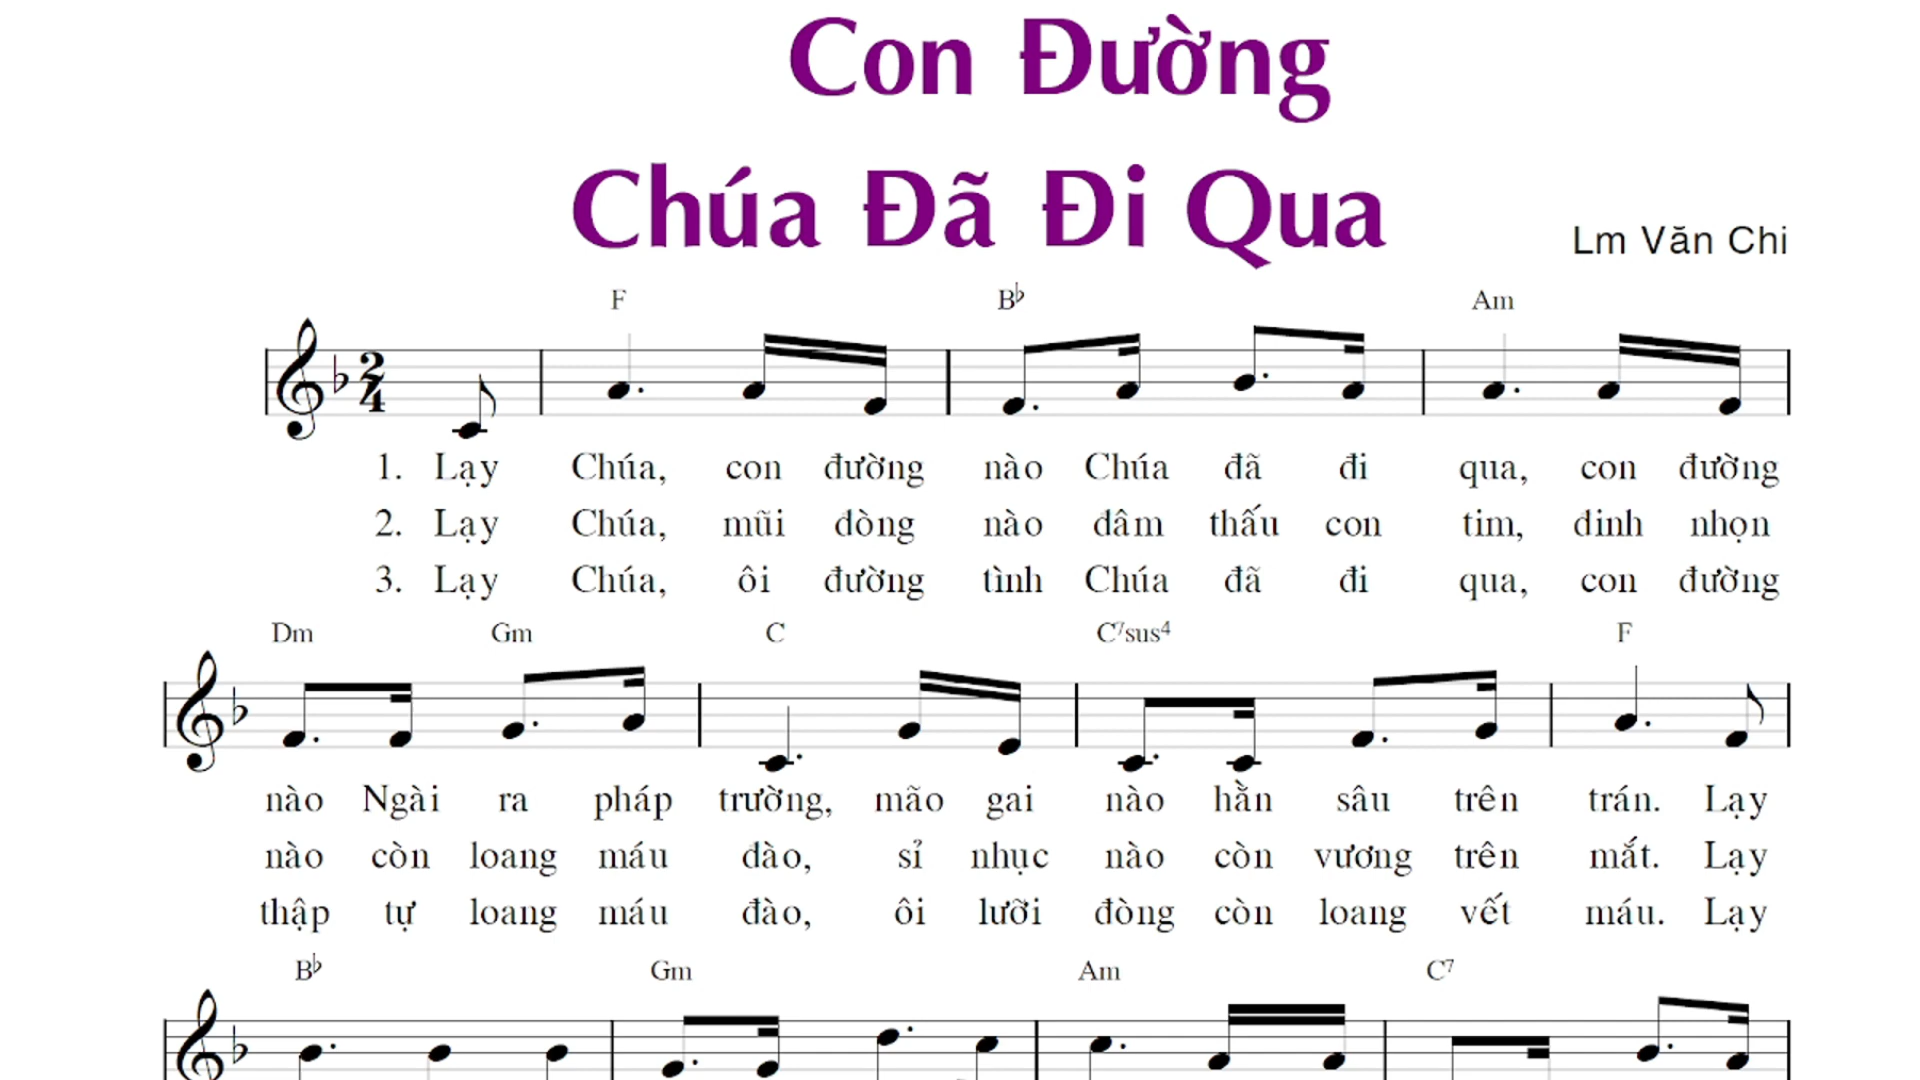 Con Đường
Chúa Đã Đi Qua
Lm Văn Chi
F B♭ Am
2
4
1. Lạy Chúa, con đường nào Chúa đã đi qua, con đường
2. Lạy Chúa, mũi đòng nào đâm thấu con tim, đinh nhọn
3. Lạy Chúa, ôi đường tình Chúa đã đi qua, con đường
Dm Gm C C7sus4 F
nào Ngài ra pháp trường, mão gai nào hằn sâu trên trán. Lạy
nào còn loang máu đào, sỉ nhục nào còn vương trên mắt. Lạy
thập tự loang máu đào, ôi lưỡi đòng còn loang vết máu. Lạy
B♭ Gm Am C7